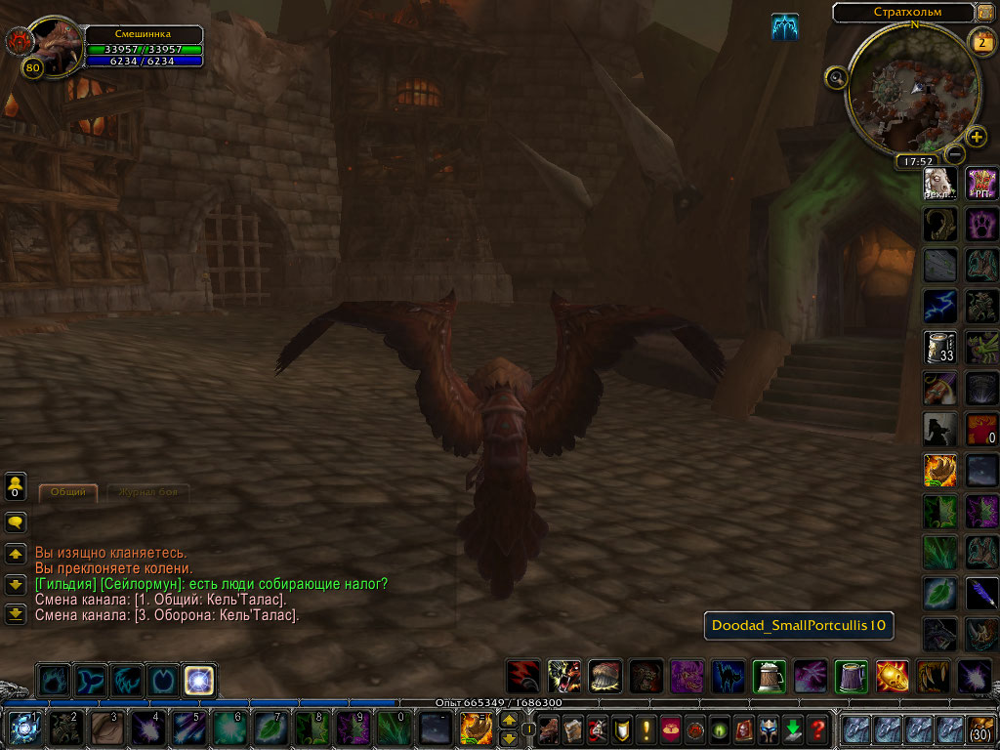 Смешиннка
33957 / 33957
6234 / 6234
80
Стратхольм
N
2
17:52
рекл...
РП-
33
0
0
Общий
Журнал боя
Вы изящно кланяетесь.
Вы преклоняете колени.
[Гильдия] [Сейлормун]: есть люди собирающие налог?
Смена канала: [1. Общий: Кель'Талас].
Смена канала: [3. Оборона: Кель'Талас].
Doodad_SmallPortcullis10
Опыт 665349 / 1686300
1 2 3 4 5 6 7 8 9 0 - =
1
(30)